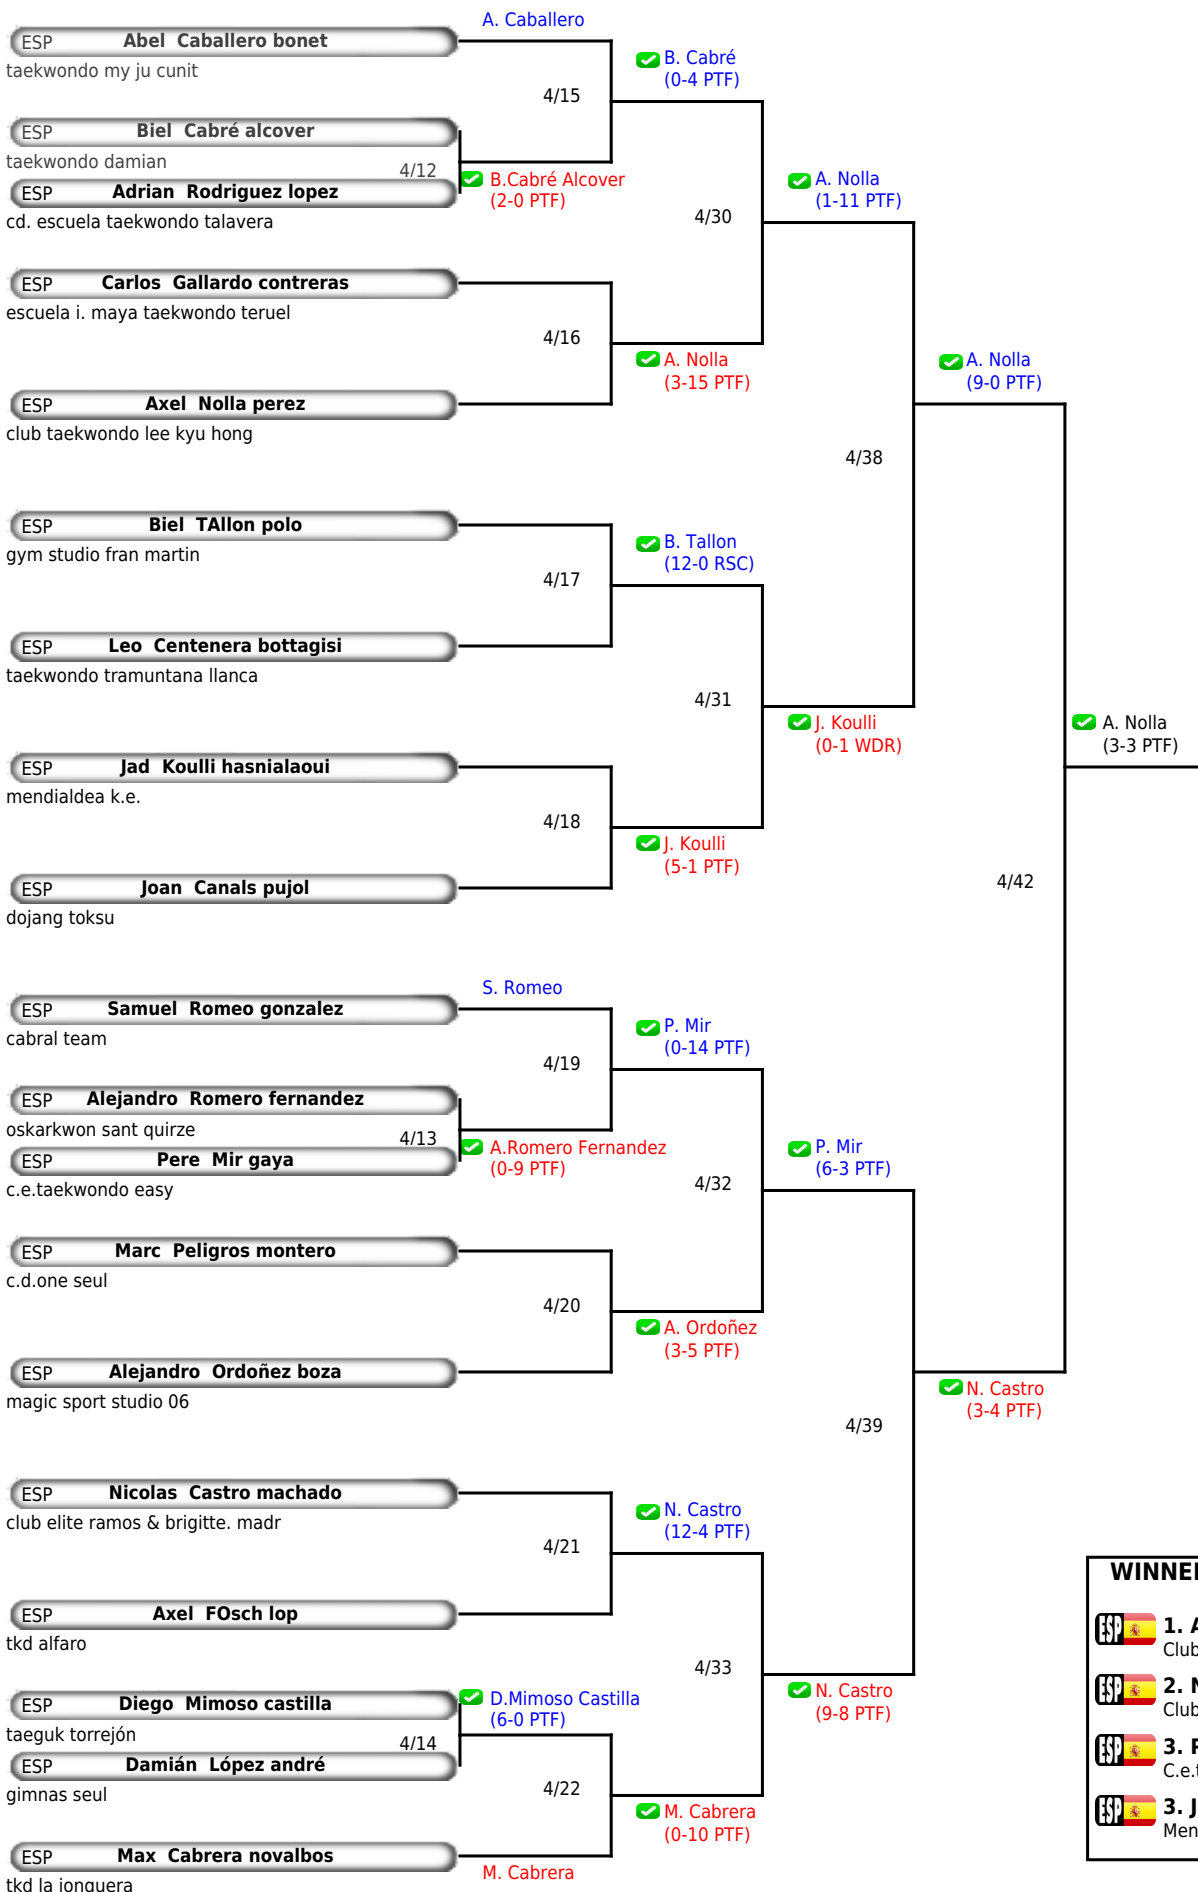 A. Caballero
ESP Abel Caballero bonet
taekwondo my ju cunit
B. Cabré
(0-4 PTF)
4/15
ESP Biel Cabré alcover
taekwondo damian
4/12
B.Cabré Alcover
(2-0 PTF)
ESP Adrian Rodriguez lopez
cd. escuela taekwondo talavera
A. Nolla
(1-11 PTF)
4/30
ESP Carlos Gallardo contreras
escuela i. maya taekwondo teruel
4/16
A. Nolla
(3-15 PTF)
A. Nolla
(9-0 PTF)
ESP Axel Nolla perez
club taekwondo lee kyu hong
4/38
ESP Biel TAllon polo
gym studio fran martin
B. Tallon
(12-0 RSC)
4/17
ESP Leo Centenera bottagisi
taekwondo tramuntana llanca
4/31
J. Koulli
(0-1 WDR)
A. Nolla
(3-3 PTF)
ESP Jad Koulli hasnialaoui
mendialdea k.e.
4/18
J. Koulli
(5-1 PTF)
4/42
ESP Joan Canals pujol
dojang toksu
S. Romeo
ESP Samuel Romeo gonzalez
cabral team
P. Mir
(0-14 PTF)
4/19
ESP Alejandro Romero fernandez
oskarkwon sant quirze
4/13
A.Romero Fernandez
(0-9 PTF)
ESP Pere Mir gaya
c.e.taekwondo easy
P. Mir
(6-3 PTF)
4/32
ESP Marc Peligros montero
c.d.one seul
4/20
A. Ordoñez
(3-5 PTF)
ESP Alejandro Ordoñez boza
magic sport studio 06
N. Castro
(3-4 PTF)
4/39
ESP Nicolas Castro machado
club elite ramos & brigitte. madr
N. Castro
(12-4 PTF)
4/21
ESP Axel FOsch lop
tkd alfaro
4/33
N. Castro
(9-8 PTF)
ESP Diego Mimoso castilla
taeguk torrejón
D.Mimoso Castilla
(6-0 PTF)
4/14
ESP Damián López andré
gimnas seul
4/22
M. Cabrera
(0-10 PTF)
ESP Max Cabrera novalbos
tkd la jonquera
M. Cabrera
ESP 1. A
Club
ESP 2. N
Club
ESP 3. P
ESP 3. J